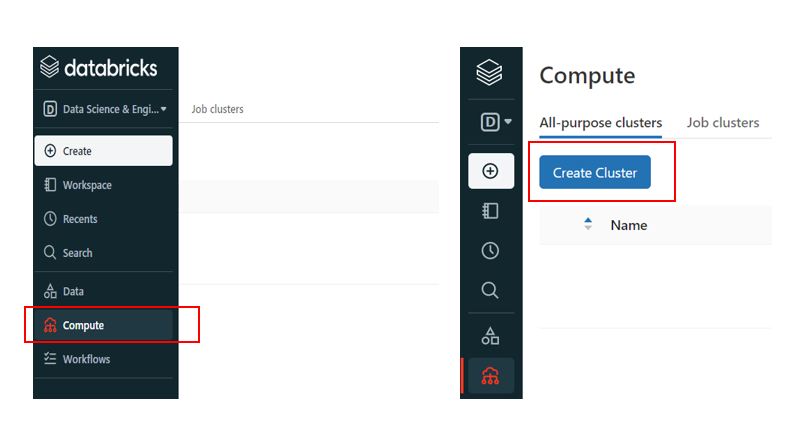 databricks
D Data Science & Engi...
Job clusters
Create
Workspace
Recents
Search
Data
Compute
Workflows
Compute
D
All-purpose clusters Job clusters
Create Cluster
Name